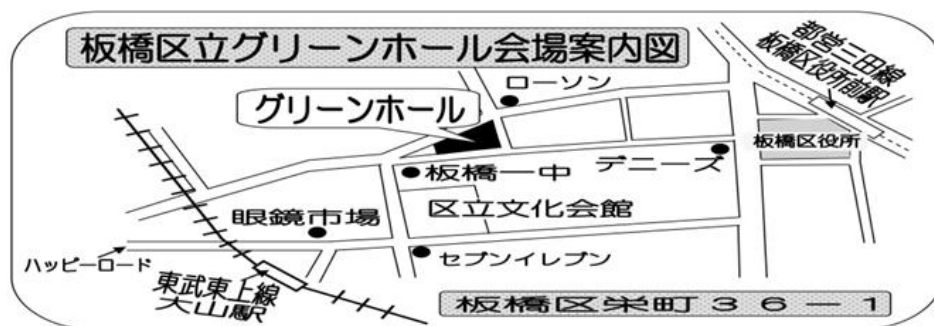 板橋区立グリーンホール会場案内図
都営三田線
板橋区役所前駅
ローソン
グリーンホール
板橋区役所
デニーズ
板橋一中
区立文化会館
眼鏡市場
セブンイレブン
ハッピーロード
東武東上線
大山駅
板橋区栄町36-1